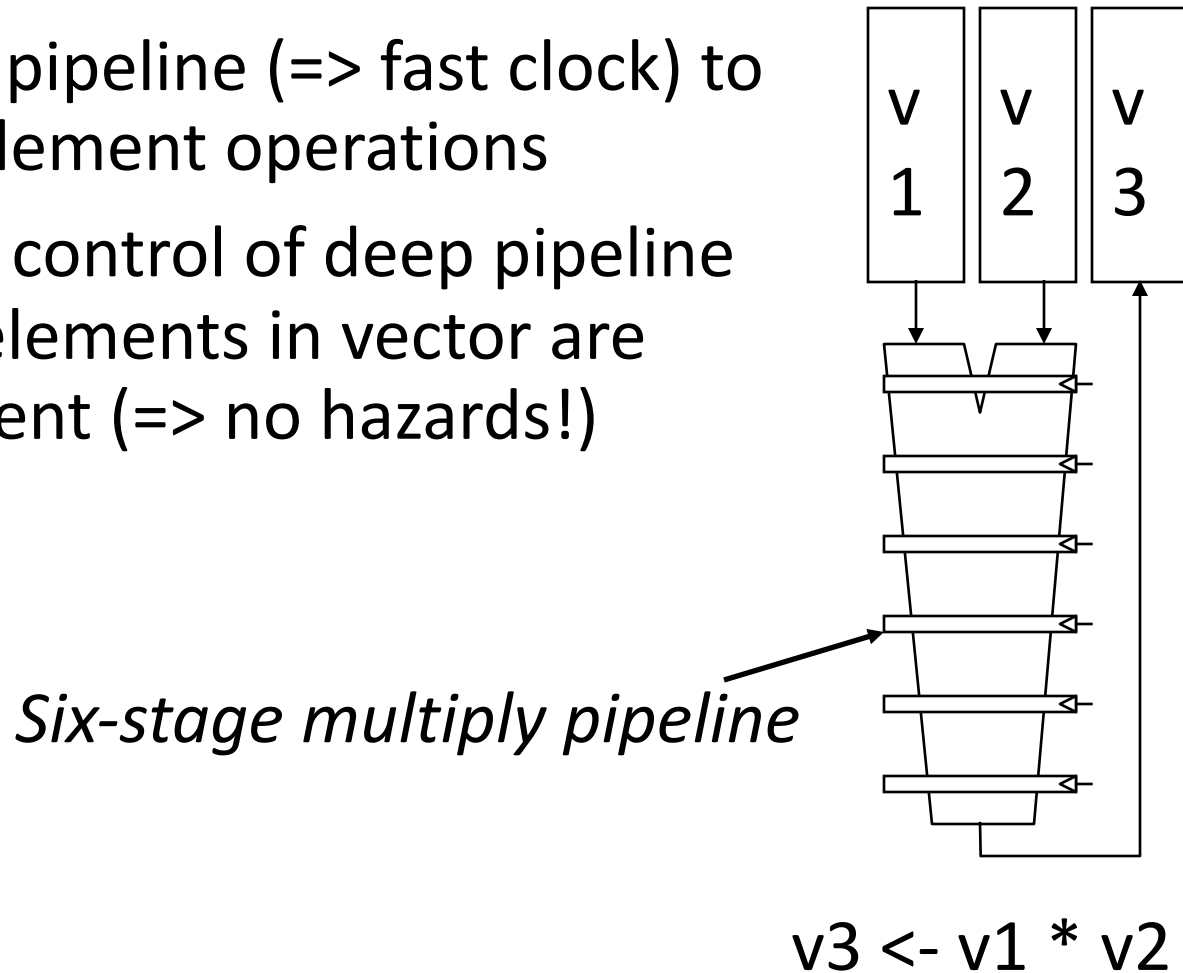 pipeline (=> fast clock) to
lement operations
control of deep pipeline
elements in vector are
ent (=> no hazards!)
v v v
1 2 3
Six-stage multiply pipeline
v3 <- v1 * v2